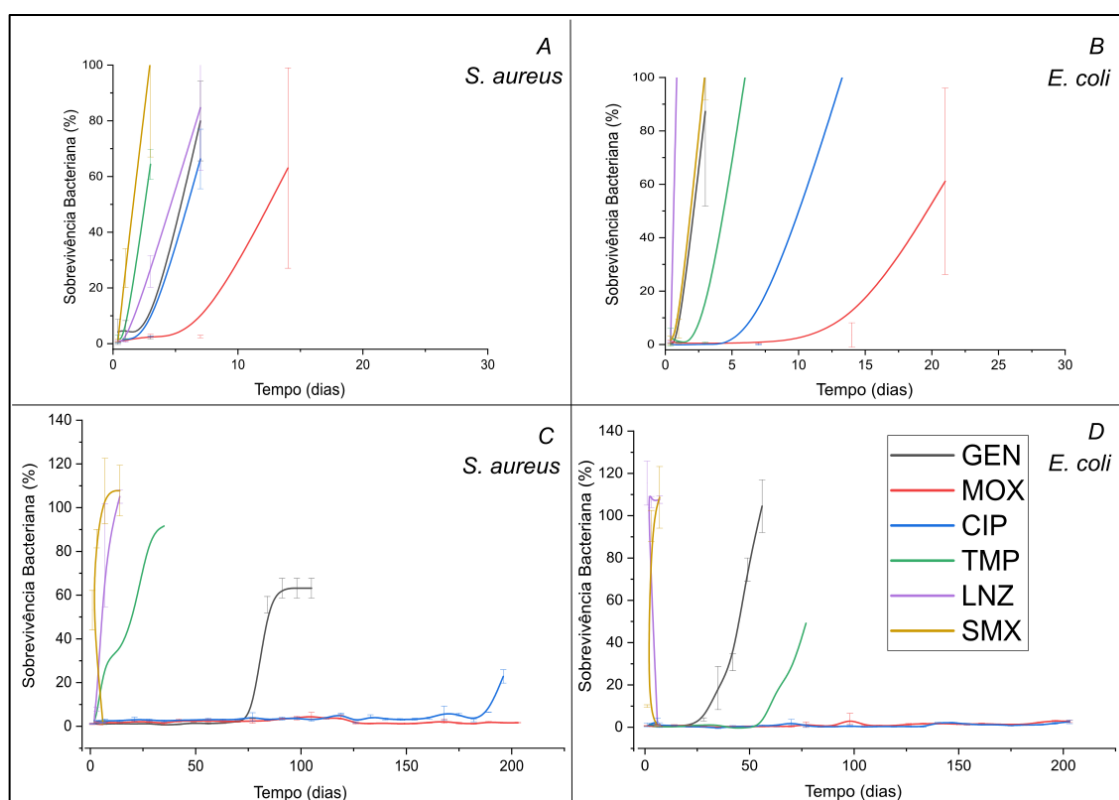 A
S. aureus
Sobrevivência Bacteriana (%)
100
80
60
40
20
0
0 10 20 30
Tempo (dias)
B
E. coli
Sobrevivência Bacteriana (%)
100
80
60
40
20
0
0 5 10 15 20 25 30
Tempo (dias)
C
S. aureus
Sobrevivência Bacteriana (%)
140
120
100
80
60
40
20
0
0 50 100 150 200
Tempo (dias)
D
E. coli
Sobrevivência Bacteriana (%)
140
120
100
80
60
40
20
0
0 50 100 150 200
Tempo (dias)
GEN
MOX
CIP
TMP
LNZ
SMX